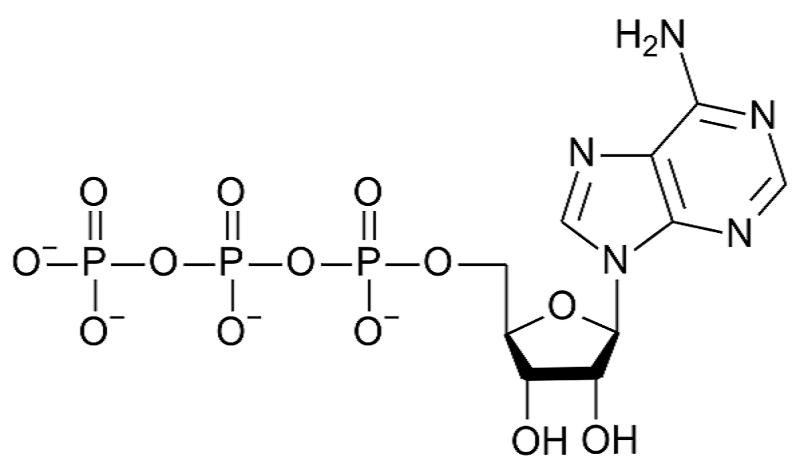 H₂N
N
N
N
N
O O O
O⁻ P O P O P O
O⁻ O⁻ O⁻
O
OH OH